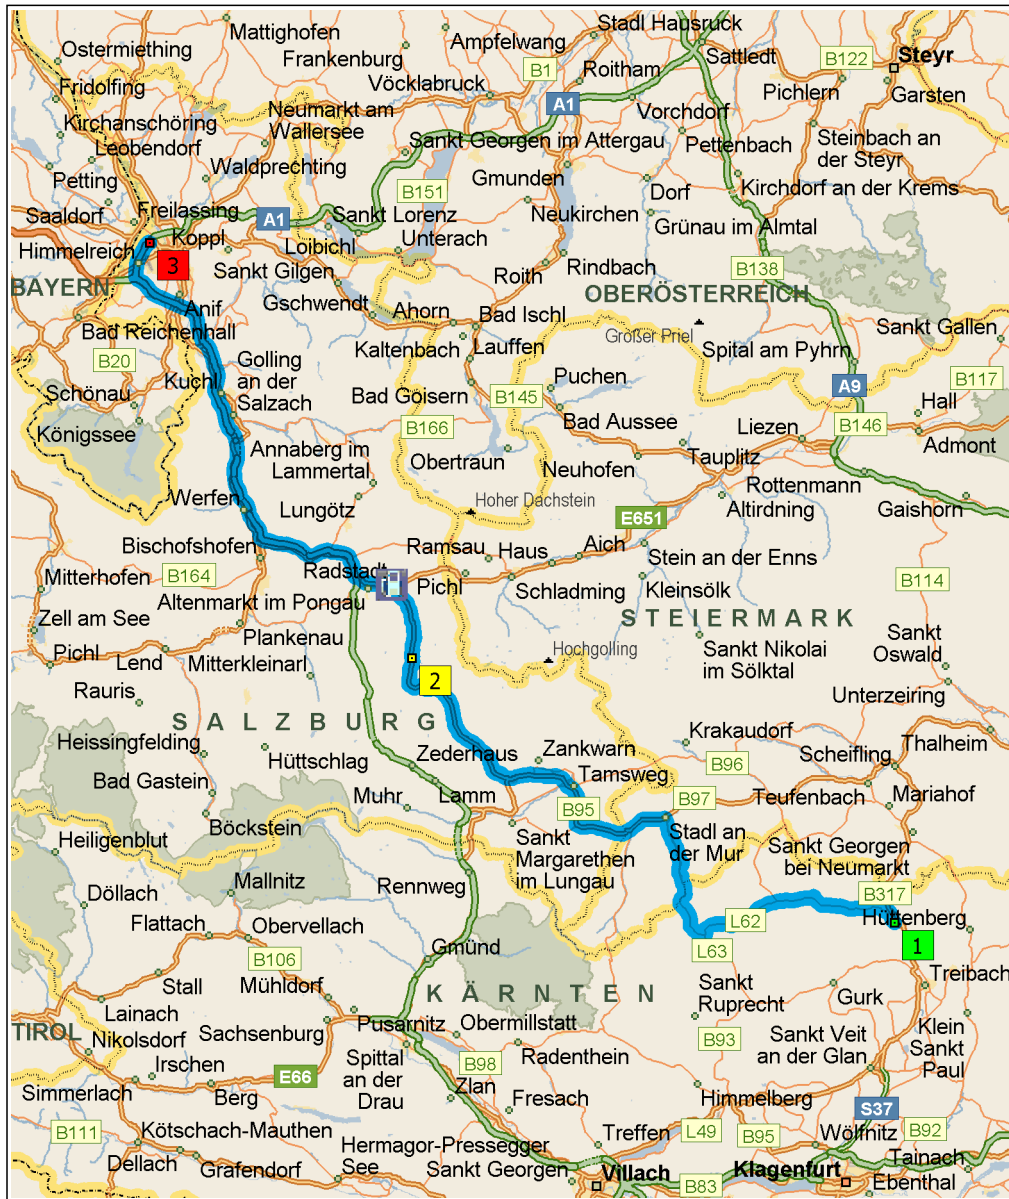 Mattighofen
Ampfelwang
Stadl Hausruck
Ostermiething
Frankenburg
Sattledt
B122
Steyr
Vöcklabruck
B1
Roitham
Pichlern
Fridolfing
Garsten
Neumarkt am
Wallersee
A1
Vorchdorf
Kirchanschöring
Leobendorf
Sankt Georgen im Attergau
Pettenbach
Steinbach an
der Steyr
Petting
Waldprechting
B151
Gmunden
Dorf
Kirchdorf an der Krems
Saaldorf
Freilassing
A1
Sankt Lorenz
Neukirchen
Grünau im Almtal
Himmelreich
Koppl
Loibichl
Unterach
3
Sankt Gilgen
Roith
Rindbach
B138
BAYERN
Gschwendt
OBERÖSTERREICH
Anif
Ahorn
Bad Ischl
Bad Reichenhall
Kaltenbach
Lauffen
Großer Priel
Sankt Gallen
B20
Golling
an der
Salzach
Spital am Pyhrn
Kuchl
Schönau
Bad Goisern
B145
Puchen
A9
B117
Königssee
B166
Bad Aussee
Liezen
B146
Hall
Admont
Annaberg im
Lammertal
Obertraun
Neuhofen
Tauplitz
Werfen
Lungötz
Hoher Dachstein
Rottenmann
Altirdning
Gaishorn
E651
Bischofshofen
Ramsau
Haus
Aich
Stein an der Enns
Mitterhofen
B164
Radstadt
Pichl
Schladming
Kleinsölk
B114
Altenmarkt im Pongau
Zell am See
Plankenau
STEIERMARK
Pichl
Lend
Mitterkleinarl
Hochgolling
Sankt Nikolai
im Sölktal
Sankt
Oswald
Rauris
2
Unterzeiring
SALZBURG
Heissingfelding
Hüttschlag
Zederhaus
Zankwarn
Krakaudorf
Scheifling
Thalheim
Bad Gastein
Tamsweg
B96
Muhr
Lamm
B95
B97
Teufenbach
Mariahof
Böckstein
Heiligenblut
Sankt
Margarethen
im Lungau
Stadl an
der Mur
Sankt Georgen
bei Neumarkt
Mallnitz
Rennweg
Döllach
B317
Flattach
Obervellach
L62
Hüttenberg
B106
Gmünd
L63
1
Stall
Mühldorf
KÄRNTEN
Sankt
Ruprecht
Gurk
Treibach
Lainach
TIROL
Nikolsdorf
Sachsenburg
Pusarnitz
Obermillstatt
B93
Sankt Veit
an der Glan
Klein
Sankt
Paul
Irschen
Spittal
an der
Drau
B98
Radenthein
Simmerlach
E66
Berg
Zlan
Fresach
Himmelberg
S37
B111
Kötschach-Mauthen
Treffen
L49
B95
Wölfnitz
B92
Dellach
Grafendorf
Hermagor-Pressegger
See
Sankt Georgen
Villach
B83
Klagenfurt
Tainach
Ebenthal